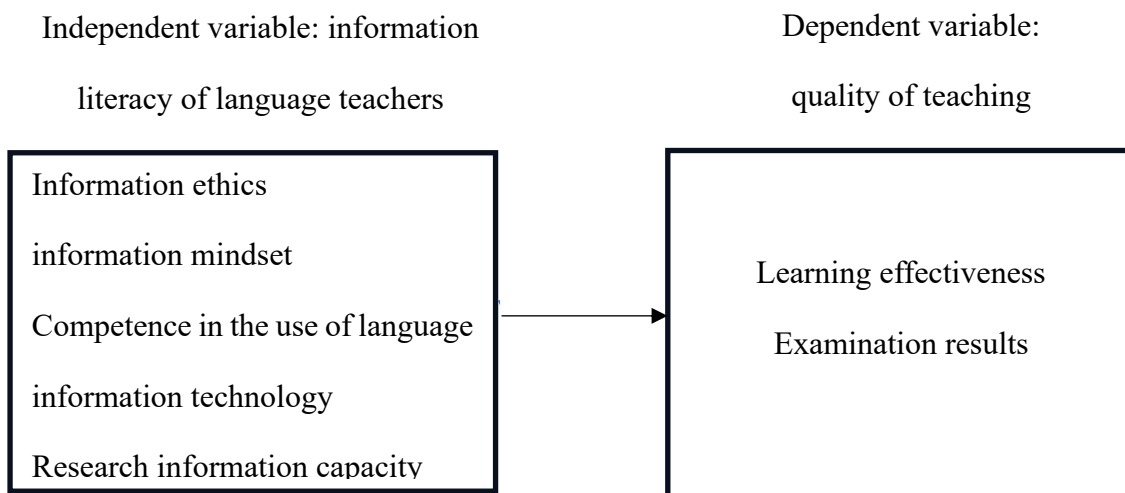 Independent variable: information
literacy of language teachers
Dependent variable:
quality of teaching
Information ethics
information mindset
Competence in the use of language
information technology
Research information capacity
Learning effectiveness
Examination results